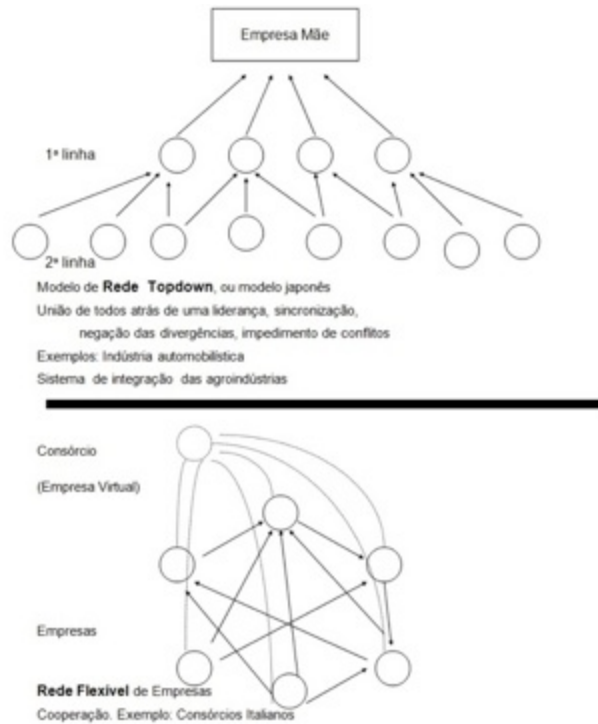 Empresa Mãe
1ª linha
2ª linha
Modelo de Rede Topdown, ou modelo japonês
União de todos atrás de uma liderança, sincronização,
negação das divergências, impedimento de conflitos
Exemplos: Indústria automobilística
Sistema de integração das agroindústrias
Consórcio
(Empresa Virtual)
Empresas
Rede Flexível de Empresas
Cooperação. Exemplo: Consórcios Italianos